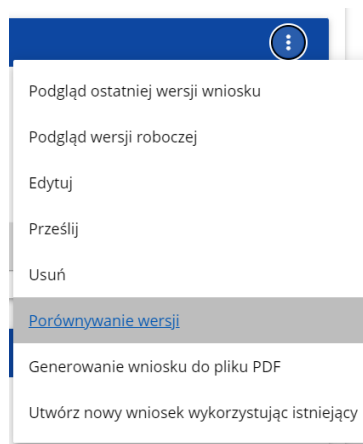 Podgląd ostatniej wersji wniosku
Podgląd wersji roboczej
Edytuj
Prześlij
Usuń
Porównywanie wersji
Generowanie wniosku do pliku PDF
Utwórz nowy wniosek wykorzystując istniejący